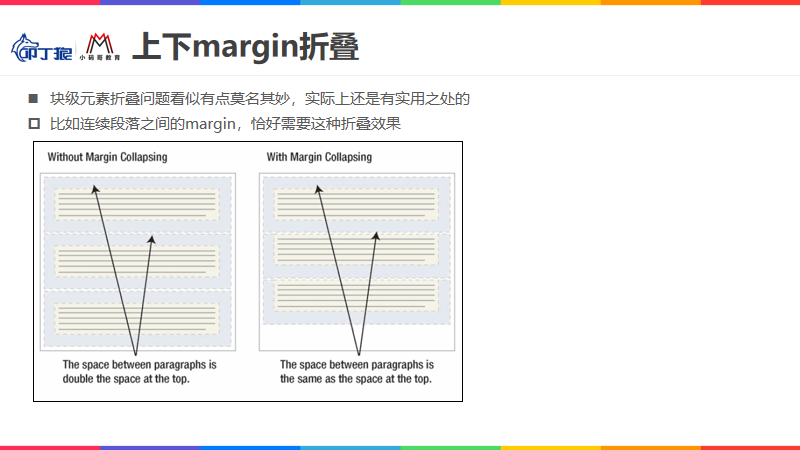 叩丁狼
小码哥教育
上下margin折叠
块级元素折叠问题看似有点莫名其妙，实际上还是有实用之处的
比如连续段落之间的margin，恰好需要这种折叠效果
Without Margin Collapsing
With Margin Collapsing
The space between paragraphs is
double the space at the top.
The space between paragraphs is
the same as the space at the top.